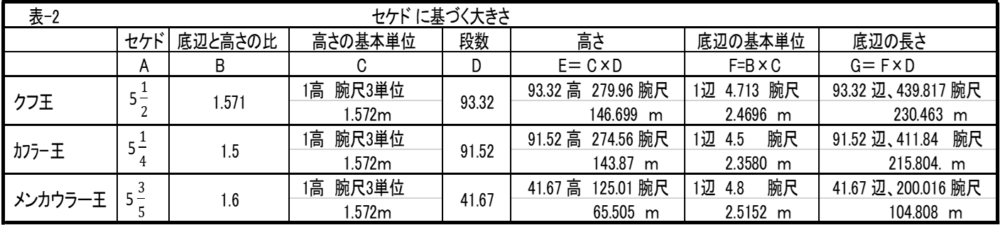 表-2 セケド に基づく大きさ
セケド 底辺と高さの比 高さの基本単位 段数 高さ 底辺の基本単位 底辺の長さ
A B C D E= C×D F=B×C G= F×D
クフ王 5 1/2 1.571 1高 腕尺3単位 93.32 93.32 高 279.96 腕尺 1辺 4.713 腕尺 93.32 辺、439.817 腕尺
1.572m 146.699 m 2.4696 m 230.463 m
カフラー王 5 1/4 1.5 1高 腕尺3単位 91.52 91.52 高 274.56 腕尺 1辺 4.5 腕尺 91.52 辺、411.84 腕尺
1.572m 143.87 m 2.3580 m 215.804. m
メンカウラー王 5 3/5 1.6 1高 腕尺3単位 41.67 41.67 高 125.01 腕尺 1辺 4.8 腕尺 41.67 辺、200.016 腕尺
1.572m 65.505 m 2.5152 m 104.808 m